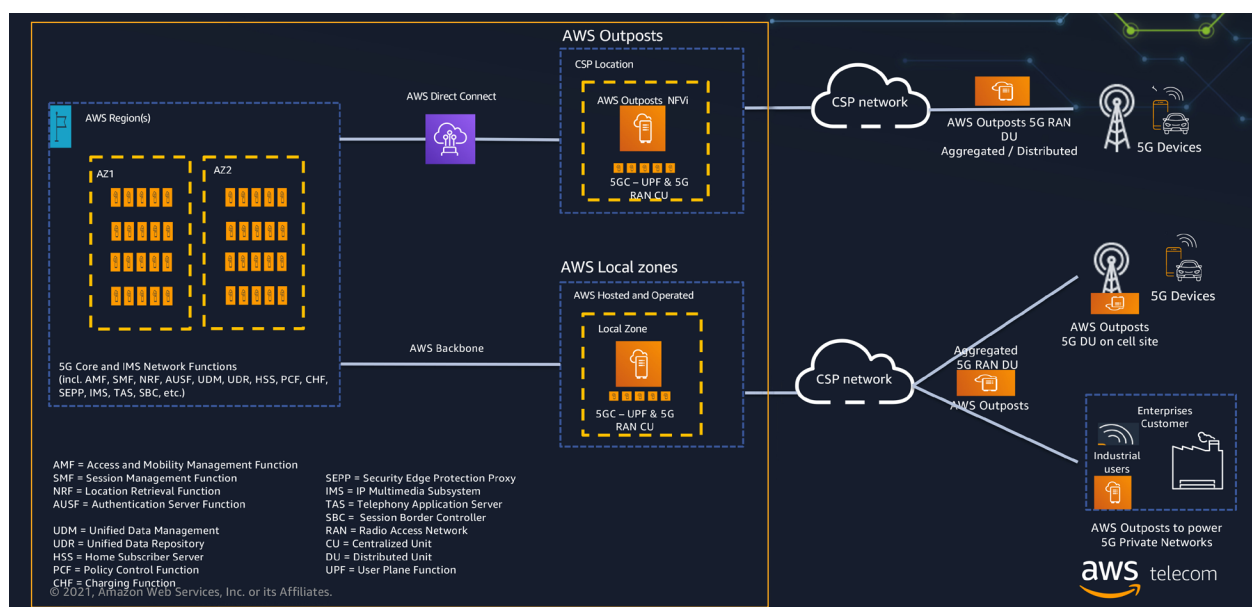 AWS Outposts
CSP Location
AWS Outposts NFVi
5GC – UPF & 5G
RAN CU
AWS Direct Connect
AWS Region(s)
AZ1
AZ2
5G Core and IMS Network Functions
(incl. AMF, SMF, NRF, AUSF, UDM, UDR, HSS, PCF, CHF,
SEPP, IMS, TAS, SBC, etc.)
AWS Local zones
AWS Hosted and Operated
Local Zone
5GC – UPF & 5G
RAN CU
AWS Backbone
CSP network
AWS Outposts 5G RAN
DU
Aggregated / Distributed
5G Devices
CSP network
Aggregated
5G RAN DU
AWS Outposts
5G Devices
AWS Outposts
5G DU on cell site
Enterprises
Customer
Industrial
users
AWS Outposts to power
5G Private Networks
AMF = Access and Mobility Management Function
SMF = Session Management Function
NRF = Location Retrieval Function
AUSF = Authentication Server Function
UDM = Unified Data Management
UDR = Unified Data Repository
HSS = Home Subscriber Server
PCF = Policy Control Function
CHF = Charging Function
SEPP = Security Edge Protection Proxy
IMS = IP Multimedia Subsystem
TAS = Telephony Application Server
SBC = Session Border Controller
RAN = Radio Access Network
CU = Centralized Unit
DU = Distributed Unit
UPF = User Plane Function
© 2021, Amazon Web Services, Inc. or its Affiliates.
aws telecom